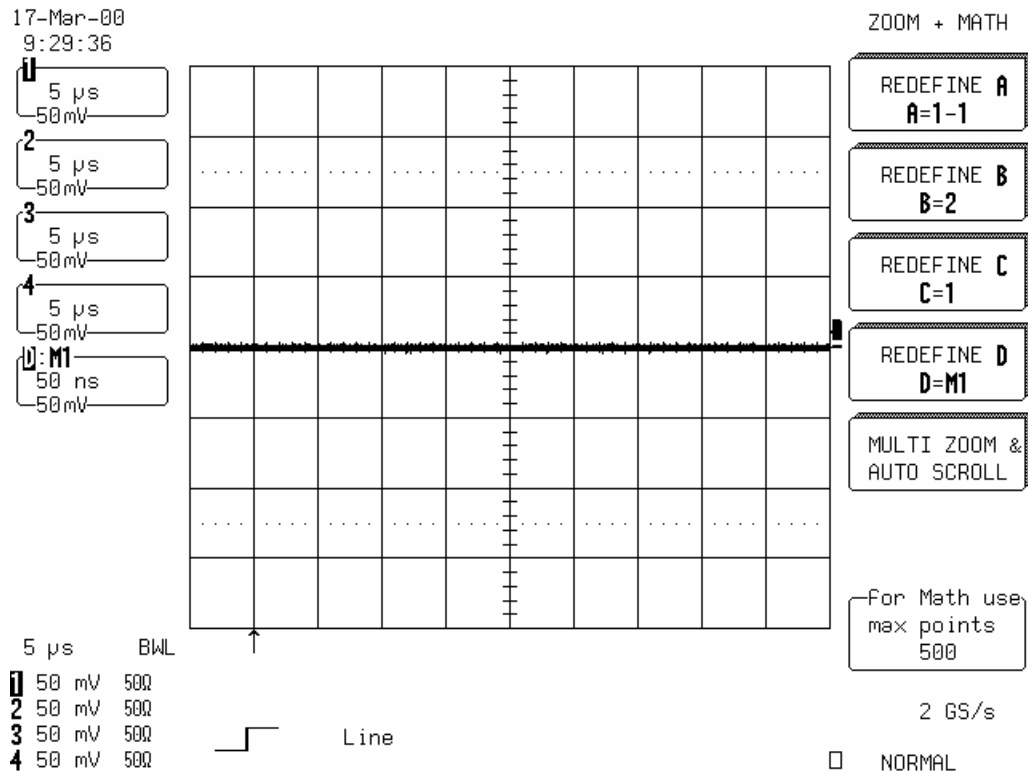 17-Mar-00
9:29:36
ZOOM + MATH
1
5 µs
50mV
2
5 µs
50mV
3
5 µs
50mV
4
5 µs
50mV
D:M1
50 ns
50mV
REDEFINE A
A=1-1
REDEFINE B
B=2
REDEFINE C
C=1
REDEFINE D
D=M1
MULTI ZOOM &
AUTO SCROLL
For Math use
max points
500
5 µs BWL
1 50 mV 50Ω
2 50 mV 50Ω
3 50 mV 50Ω
4 50 mV 50Ω
Line
2 GS/s
NORMAL